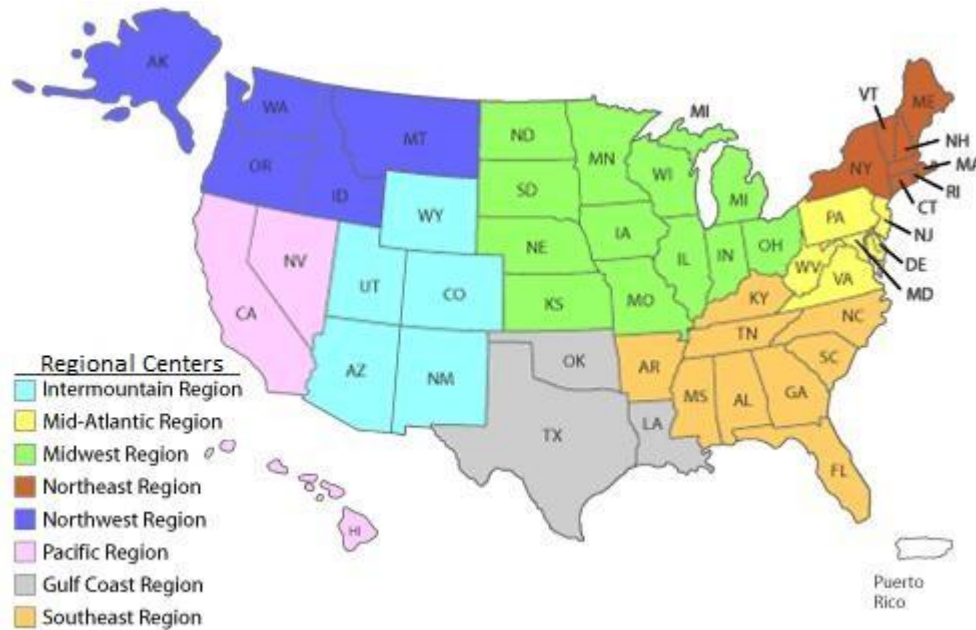 AK
WA
MT
OR
ID
WY
NV
CA
UT
CO
AZ
NM
ND
SD
NE
KS
MN
IA
MO
WI
IL
MI
MI
IN
OH
OK
TX
AR
LA
KY
TN
MS
AL
GA
FL
SC
NC
VA
WV
PA
NY
VT
ME
NH
MA
RI
CT
NJ
DE
MD
HI
Puerto
Rico
Regional Centers
Intermountain Region
Mid-Atlantic Region
Midwest Region
Northeast Region
Northwest Region
Pacific Region
Gulf Coast Region
Southeast Region